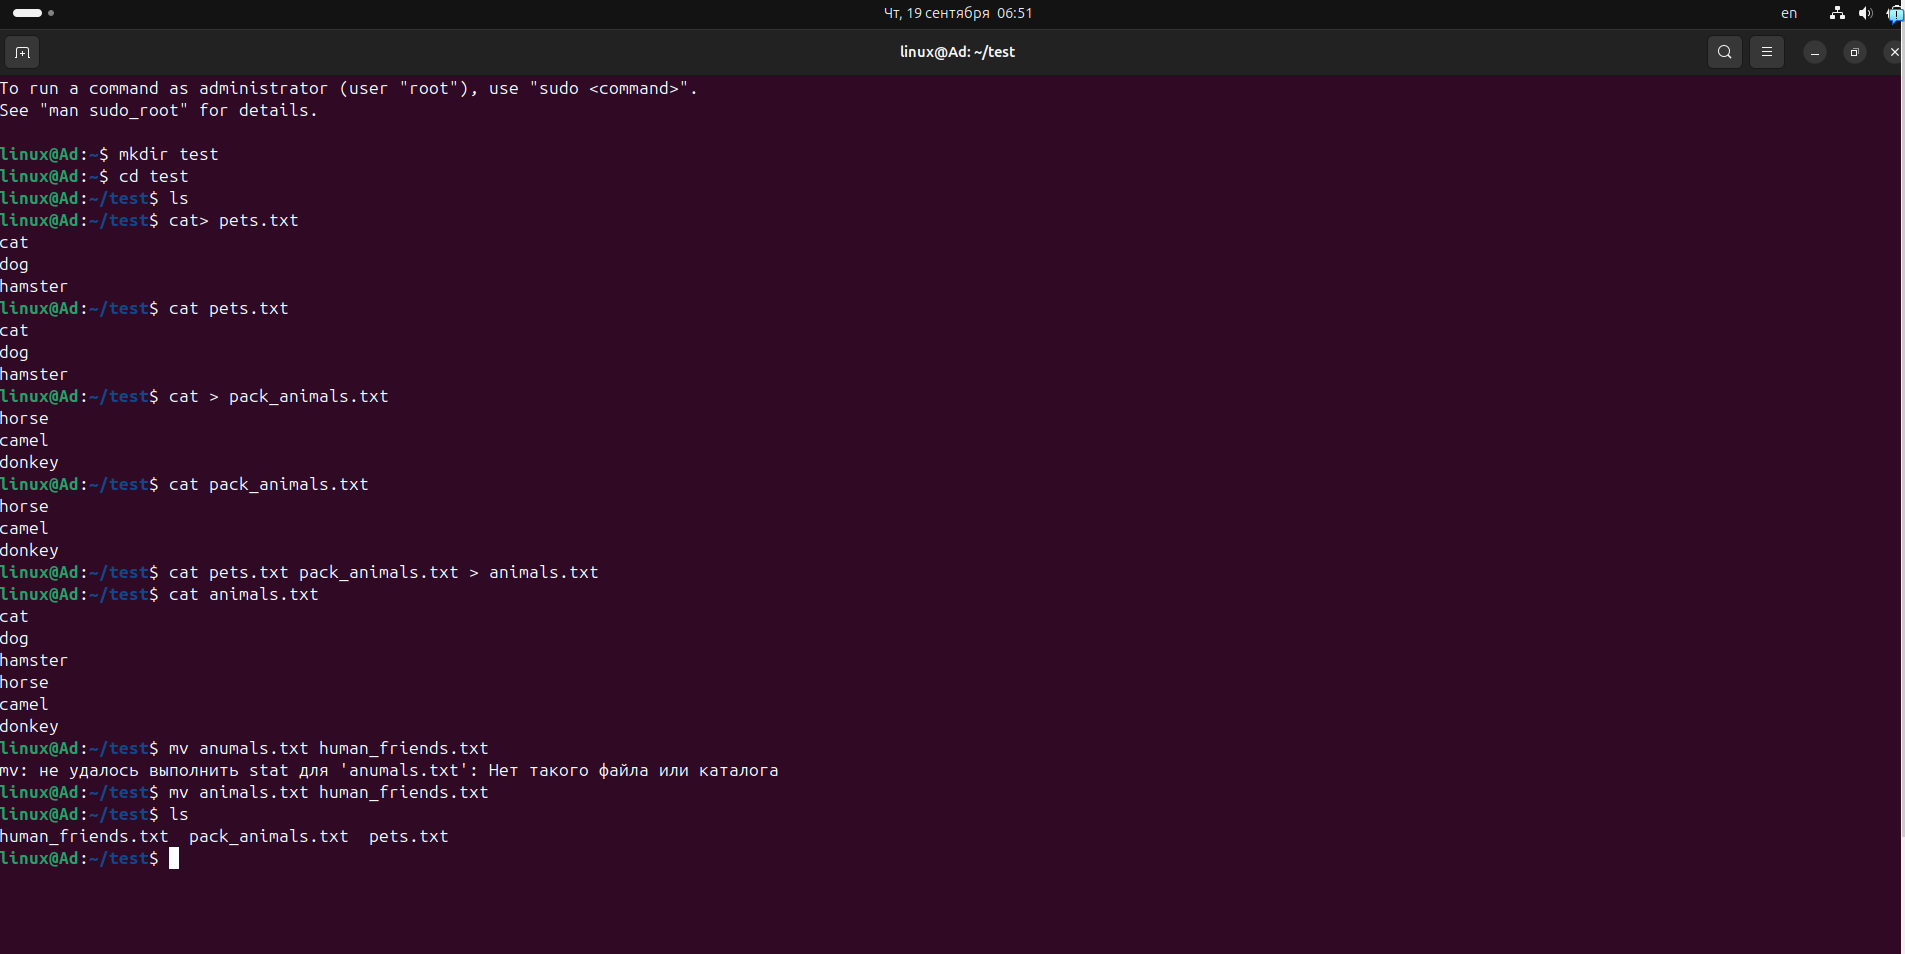 Чт, 19 сентября 06:51
en
linux@Ad: ~/test
To run a command as administrator (user "root"), use "sudo <command>".
See "man sudo_root" for details.
linux@Ad:~$ mkdir test
linux@Ad:~$ cd test
linux@Ad:~/test$ ls
linux@Ad:~/test$ cat> pets.txt
cat
dog
hamster
linux@Ad:~/test$ cat pets.txt
cat
dog
hamster
linux@Ad:~/test$ cat > pack_animals.txt
horse
camel
donkey
linux@Ad:~/test$ cat pack_animals.txt
horse
camel
donkey
linux@Ad:~/test$ cat pets.txt pack_animals.txt > animals.txt
linux@Ad:~/test$ cat animals.txt
cat
dog
hamster
horse
camel
donkey
linux@Ad:~/test$ mv anumals.txt human_friends.txt
mv: не удалось выполнить stat для 'anumals.txt': Нет такого файла или каталога
linux@Ad:~/test$ mv animals.txt human_friends.txt
linux@Ad:~/test$ ls
human_friends.txt  pack_animals.txt  pets.txt
linux@Ad:~/test$